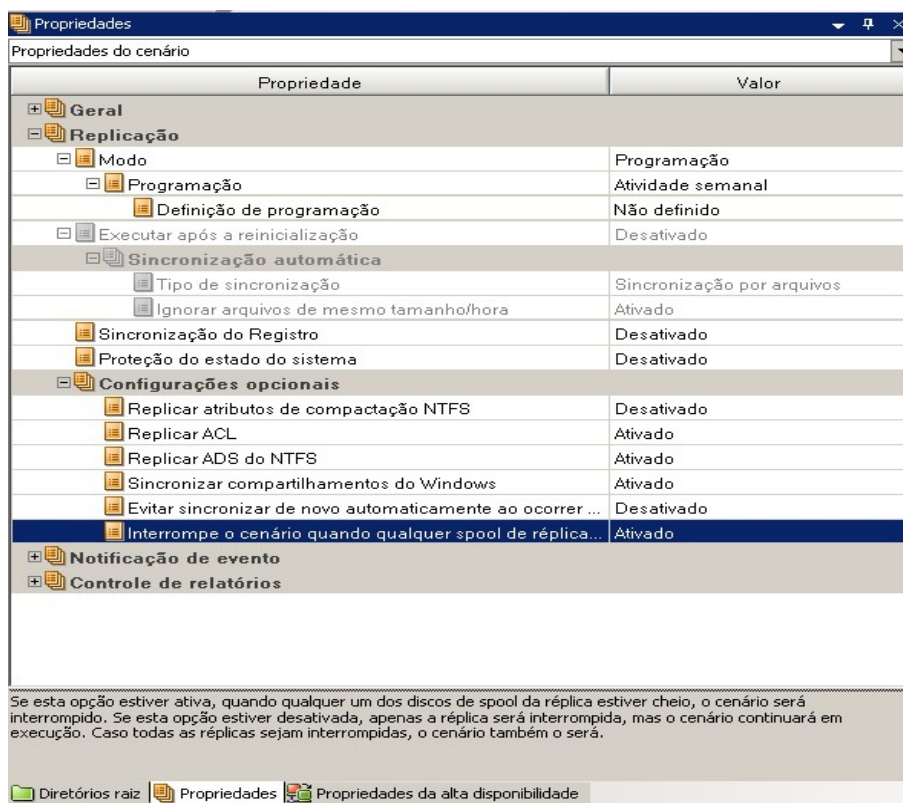 Propriedades
Propriedades do cenário
Propriedade Valor
Geral
Replicação
Modo Programação
Programação Atividade semanal
Definição de programação Não definido
Executar após a reinicialização Desativado
Sincronização automática
Tipo de sincronização Sincronização por arquivos
Ignorar arquivos de mesmo tamanho/hora Ativado
Sincronização do Registro Desativado
Proteção do estado do sistema Desativado
Configurações opcionais
Replicar atributos de compactação NTFS Desativado
Replicar ACL Ativado
Replicar ADS do NTFS Ativado
Sincronizar compartilhamentos do Windows Ativado
Evitar sincronizar de novo automaticamente ao ocorrer ... Desativado
Interrompe o cenário quando qualquer spool de réplica... Ativado
Notificação de evento
Controle de relatórios
Se esta opção estiver ativa, quando qualquer um dos discos de spool da réplica estiver cheio, o cenário será
interrompido. Se esta opção estiver desativada, apenas a réplica será interrompida, mas o cenário continuará em
execução. Caso todas as réplicas sejam interrompidas, o cenário também o será.
Diretórios raiz Propriedades Propriedades da alta disponibilidade